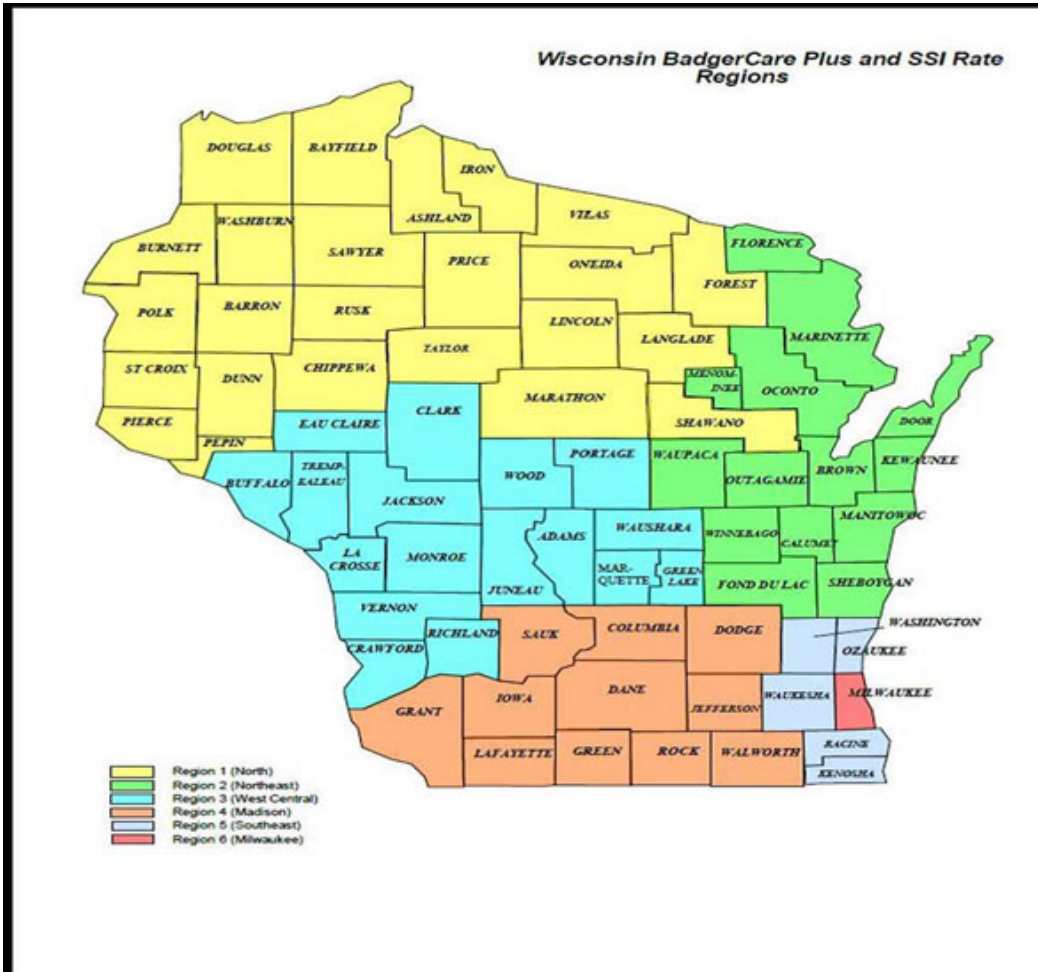 Wisconsin BadgerCare Plus and SSI Rate
Regions
DOUGLAS
BAYFIELD
IRON
ASHLAND
VILAS
WASHBURN
BURNETT
SAWYER
PRICE
ONEIDA
FLORENCE
FOREST
POLK
BARRON
RUSK
LINCOLN
MARINETTE
LANGLADE
TAYLOR
ST CROIX
DUNN
CHIPPEWA
MENOM-
INEE
OCONTO
CLARK
MARATHON
PIERCE
EAU CLAIRE
SHAWANO
DOOR
PEPIN
PORTAGE
WAUPACA
KEWAUNEE
BUFFALO
TREMP-
EALEAU
WOOD
BROWN
OUTAGAMIE
JACKSON
MANITOWOC
WAUSHARA
ADAMS
WINNEBAGO
CALUMET
LA
CROSSE
MONROE
MAR-
QUETTE
GREEN
LAKE
JUNEAU
FOND DU LAC
SHEBOYGAN
VERNON
RICHLAND
SAUK
COLUMBIA
DODGE
WASHINGTON
CRAWFORD
OZAUKEE
DANE
IOWA
WAUKESHA
MILWAUKEE
GRANT
JEFFERSON
LAFAYETTE
GREEN
ROCK
WALWORTH
RACINE
KENOSHA
Region 1 (North)
Region 2 (Northeast)
Region 3 (West Central)
Region 4 (Madison)
Region 5 (Southeast)
Region 6 (Milwaukee)